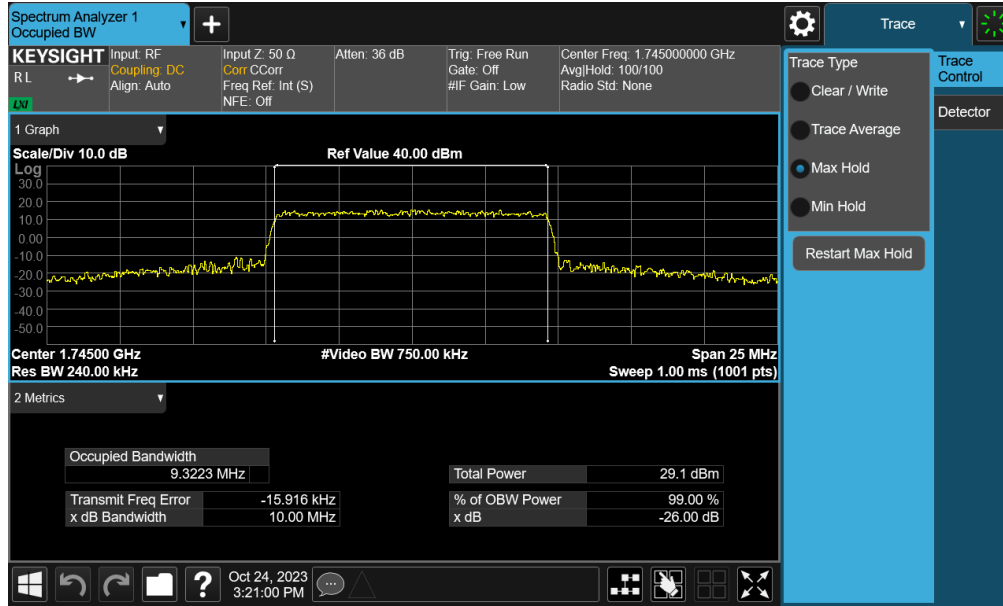 Spectrum Analyzer 1
Occupied BW
+
Trace
KEYSIGHT
R L
LXI
Input: RF
Coupling: DC
Align: Auto
Input Z: 50 Ω
Corr CCorr
Freq Ref: Int (S)
NFE: Off
Atten: 36 dB
Trig: Free Run
Gate: Off
#IF Gain: Low
Center Freq: 1.745000000 GHz
Avg|Hold: 100/100
Radio Std: None
Trace Type
Clear / Write
Trace Average
Max Hold
Min Hold
Restart Max Hold
Trace
Control
Detector
1 Graph
Scale/Div 10.0 dB
Ref Value 40.00 dBm
Log
30.0
20.0
10.0
0.00
-10.0
-20.0
-30.0
-40.0
-50.0
Center 1.74500 GHz
#Video BW 750.00 kHz
Span 25 MHz
Res BW 240.00 kHz
Sweep 1.00 ms (1001 pts)
2 Metrics
Occupied Bandwidth
9.3223 MHz
Total Power 29.1 dBm
Transmit Freq Error -15.916 kHz
% of OBW Power 99.00 %
x dB Bandwidth 10.00 MHz
x dB -26.00 dB
?
Oct 24, 2023
3:21:00 PM